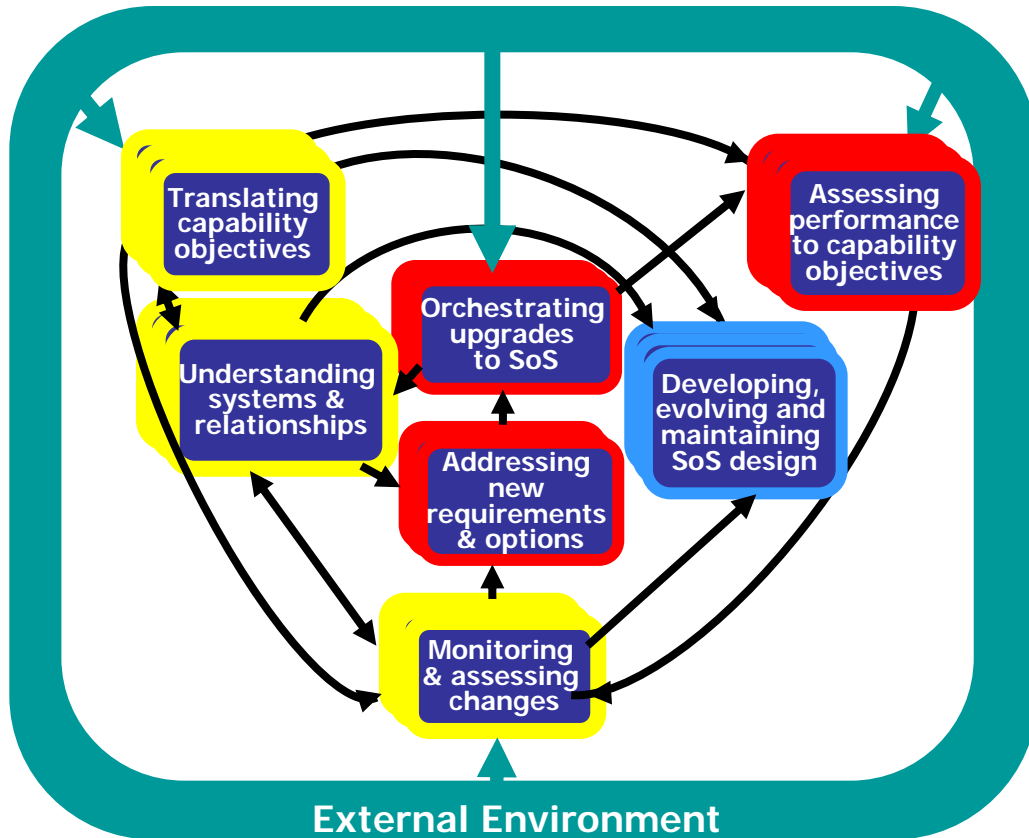 Translating
capability
objectives
Assessing
performance
to capability
objectives
Orchestrating
upgrades
to SoS
Understanding
systems &
relationships
Developing,
evolving and
maintaining
SoS design
Addressing
new
requirements
& options
Monitoring
& assessing
changes
External Environment